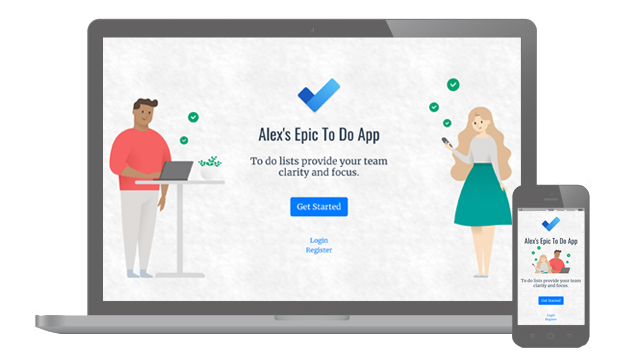 Alex's Epic To Do App
To do lists provide your team
clarity and focus.
Get Started
Login
Register
Alex's Epic To Do App
To do lists provide your team
clarity and focus.
Get Started
Login
Register